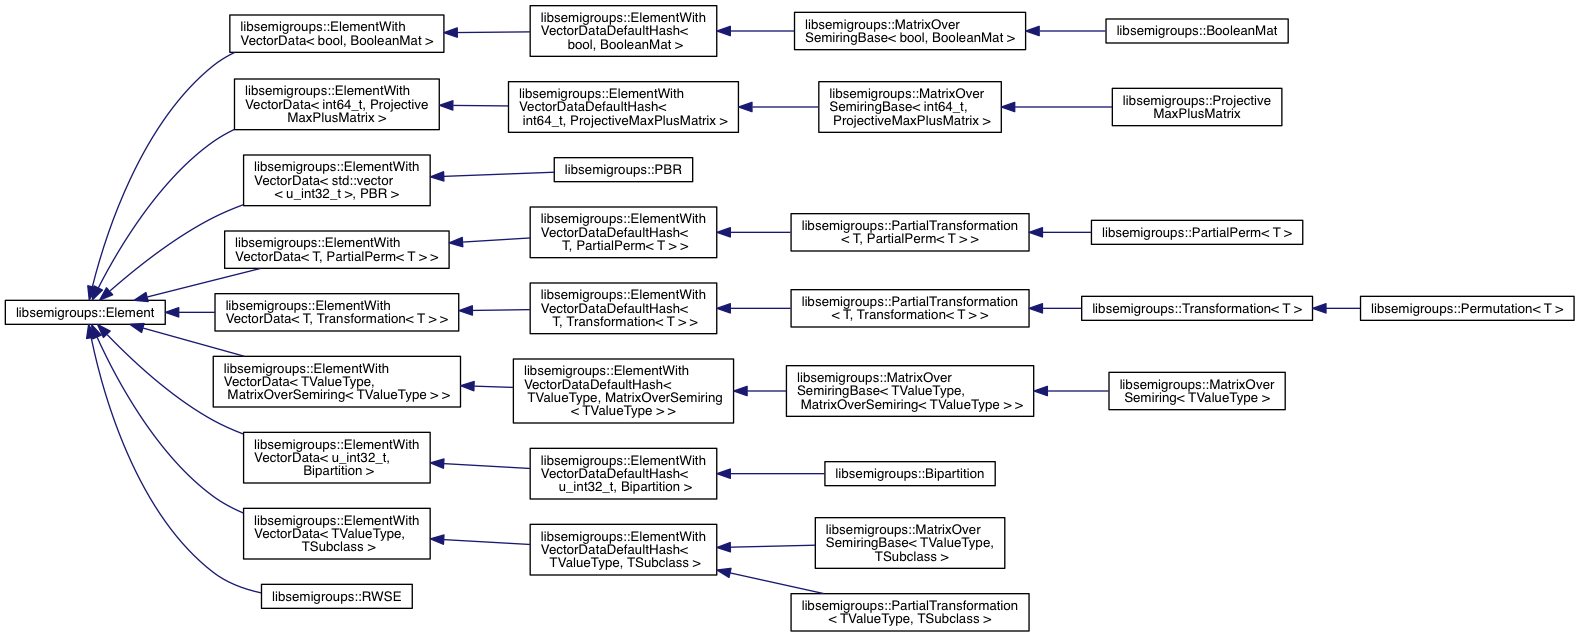 libsemigroups::ElementWith
VectorData< bool, BooleanMat >
libsemigroups::ElementWith
VectorDataDefaultHash<
bool, BooleanMat >
libsemigroups::MatrixOver
SemiringBase< bool, BooleanMat >
libsemigroups::BooleanMat
libsemigroups::ElementWith
VectorData< int64_t, Projective
MaxPlusMatrix >
libsemigroups::ElementWith
VectorDataDefaultHash<
int64_t, ProjectiveMaxPlusMatrix >
libsemigroups::MatrixOver
SemiringBase< int64_t,
ProjectiveMaxPlusMatrix >
libsemigroups::Projective
MaxPlusMatrix
libsemigroups::ElementWith
VectorData< std::vector
< u_int32_t >, PBR >
libsemigroups::PBR
libsemigroups::ElementWith
VectorData< T, PartialPerm< T > >
libsemigroups::ElementWith
VectorDataDefaultHash<
T, PartialPerm< T > >
libsemigroups::PartialTransformation
< T, PartialPerm< T > >
libsemigroups::PartialPerm< T >
libsemigroups::Element
libsemigroups::ElementWith
VectorData< T, Transformation< T > >
libsemigroups::ElementWith
VectorDataDefaultHash<
T, Transformation< T > >
libsemigroups::PartialTransformation
< T, Transformation< T > >
libsemigroups::Transformation< T >
libsemigroups::Permutation< T >
libsemigroups::ElementWith
VectorData< TValueType,
MatrixOverSemiring< TValueType > >
libsemigroups::ElementWith
VectorDataDefaultHash<
TValueType, MatrixOverSemiring
< TValueType > >
libsemigroups::MatrixOver
SemiringBase< TValueType,
MatrixOverSemiring< TValueType > >
libsemigroups::MatrixOver
Semiring< TValueType >
libsemigroups::ElementWith
VectorData< u_int32_t,
Bipartition >
libsemigroups::ElementWith
VectorDataDefaultHash<
u_int32_t, Bipartition >
libsemigroups::Bipartition
libsemigroups::ElementWith
VectorData< TValueType,
TSubclass >
libsemigroups::ElementWith
VectorDataDefaultHash<
TValueType, TSubclass >
libsemigroups::MatrixOver
SemiringBase< TValueType,
TSubclass >
libsemigroups::PartialTransformation
< TValueType, TSubclass >
libsemigroups::RWSE